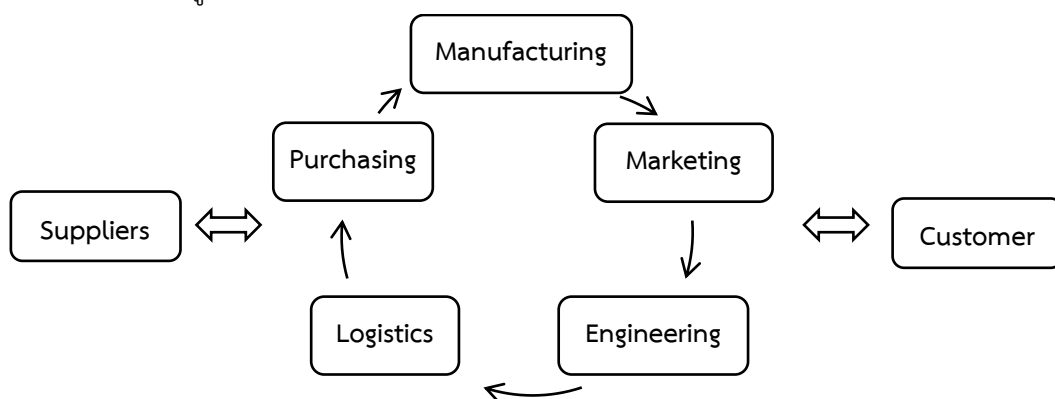 Manufacturing
Purchasing
Marketing
Suppliers
Customer
Logistics
Engineering